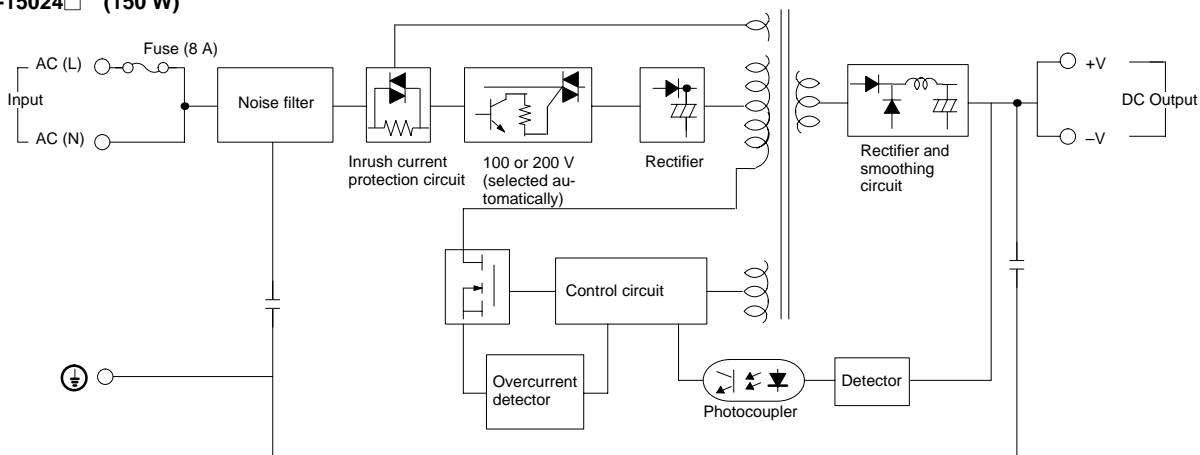 -15024□ (150 W)
Fuse (8 A)
AC (L)
Input
AC (N)
Noise filter
Inrush current
protection circuit
100 or 200 V
(selected au-
tomatically)
Rectifier
Rectifier and
smoothing
circuit
+V
DC Output
–V
Control circuit
Overcurrent
detector
Photocoupler
Detector